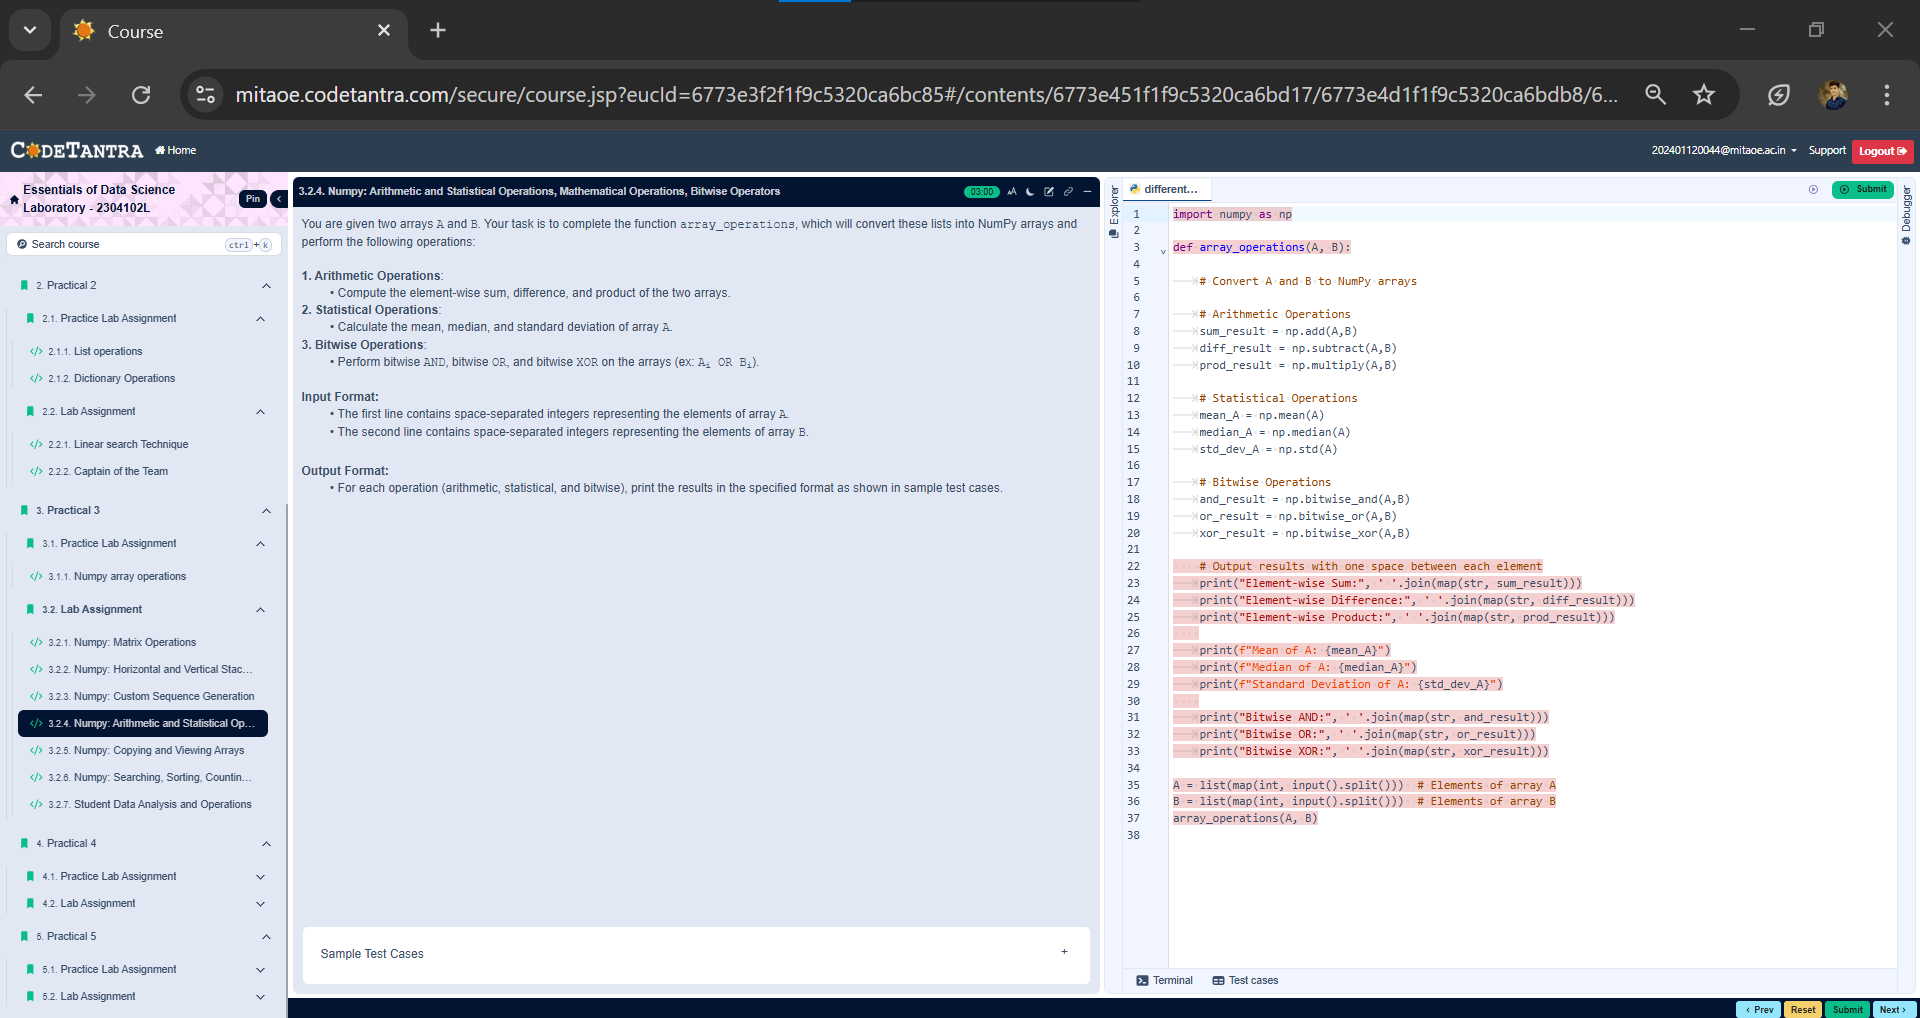 Course
mitaoe.codetantra.com/secure/course.jsp?eucId=6773e3f2f1f9c5320ca6bc85#/contents/6773e451f1f9c5320ca6bd17/6773e4d1f1f9c5320ca6bdb8/6...
CODETANTRA
Home
202401120044@mitaoe.ac.in
Support
Logout
Essentials of Data Science
Laboratory - 2304102L
Pin
Search course
ctrl + k
2. Practical 2
2.1. Practice Lab Assignment
</> 2.1.1. List operations
</> 2.1.2. Dictionary Operations
2.2. Lab Assignment
</> 2.2.1. Linear search Technique
</> 2.2.2. Captain of the Team
3. Practical 3
3.1. Practice Lab Assignment
</> 3.1.1. Numpy array operations
3.2. Lab Assignment
</> 3.2.1. Numpy: Matrix Operations
</> 3.2.2. Numpy: Horizontal and Vertical Stac...
</> 3.2.3. Numpy: Custom Sequence Generation
</> 3.2.4. Numpy: Arithmetic and Statistical Op...
</> 3.2.5. Numpy: Copying and Viewing Arrays
</> 3.2.6. Numpy: Searching, Sorting, Countin...
</> 3.2.7. Student Data Analysis and Operations
4. Practical 4
4.1. Practice Lab Assignment
4.2. Lab Assignment
5. Practical 5
5.1. Practice Lab Assignment
5.2. Lab Assignment
3.2.4. Numpy: Arithmetic and Statistical Operations, Mathematical Operations, Bitwise Operators
03:00
You are given two arrays A and B. Your task is to complete the function array_operations, which will convert these lists into NumPy arrays and
perform the following operations:
1. Arithmetic Operations:
• Compute the element-wise sum, difference, and product of the two arrays.
2. Statistical Operations:
• Calculate the mean, median, and standard deviation of array A.
3. Bitwise Operations:
• Perform bitwise AND, bitwise OR, and bitwise XOR on the arrays (ex: Aᵢ OR Bᵢ).
Input Format:
• The first line contains space-separated integers representing the elements of array A.
• The second line contains space-separated integers representing the elements of array B.
Output Format:
• For each operation (arithmetic, statistical, and bitwise), print the results in the specified format as shown in sample test cases.
Sample Test Cases
+
Explorer
different...
Submit
Debugger
1 import numpy as np
2
3 def array_operations(A, B):
4
5 # Convert A and B to NumPy arrays
6
7 # Arithmetic Operations
8 sum_result = np.add(A,B)
9 diff_result = np.subtract(A,B)
10 prod_result = np.multiply(A,B)
11
12 # Statistical Operations
13 mean_A = np.mean(A)
14 median_A = np.median(A)
15 std_dev_A = np.std(A)
16
17 # Bitwise Operations
18 and_result = np.bitwise_and(A,B)
19 or_result = np.bitwise_or(A,B)
20 xor_result = np.bitwise_xor(A,B)
21
22 # Output results with one space between each element
23 print("Element-wise Sum:", ' '.join(map(str, sum_result)))
24 print("Element-wise Difference:", ' '.join(map(str, diff_result)))
25 print("Element-wise Product:", ' '.join(map(str, prod_result)))
26
27 print(f"Mean of A: {mean_A}")
28 print(f"Median of A: {median_A}")
29 print(f"Standard Deviation of A: {std_dev_A}")
30
31 print("Bitwise AND:", ' '.join(map(str, and_result)))
32 print("Bitwise OR:", ' '.join(map(str, or_result)))
33 print("Bitwise XOR:", ' '.join(map(str, xor_result)))
34
35 A = list(map(int, input().split())) # Elements of array A
36 B = list(map(int, input().split())) # Elements of array B
37 array_operations(A, B)
38
Terminal
Test cases
< Prev
Reset
Submit
Next >